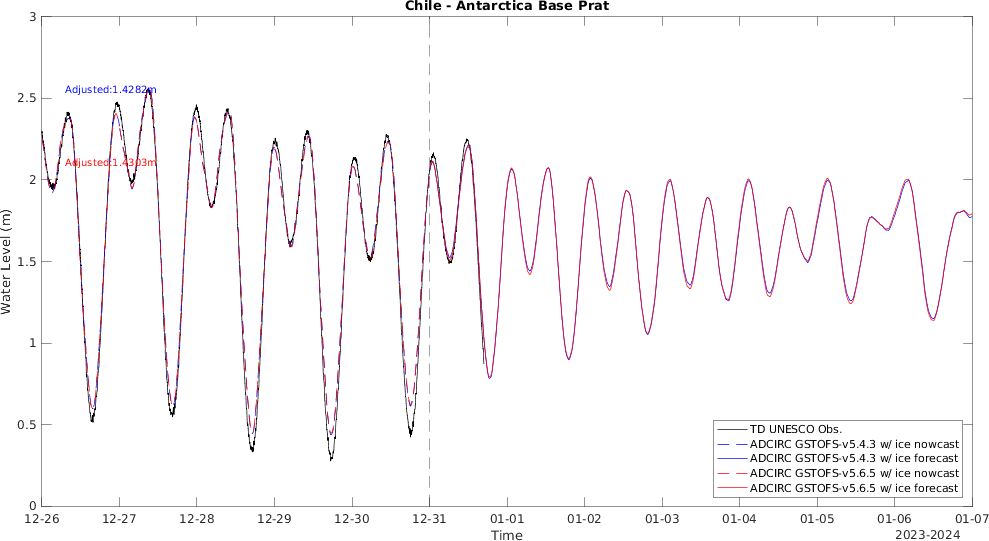 Chile - Antarctica Base Prat
3
2.5
2
1.5
1
0.5
0
Water Level (m)
Adjusted:1.4282m
Adjusted:1.4303m
TD UNESCO Obs.
ADCIRC GSTOFS-v5.4.3 w/ ice nowcast
ADCIRC GSTOFS-v5.4.3 w/ ice forecast
ADCIRC GSTOFS-v5.6.5 w/ ice nowcast
ADCIRC GSTOFS-v5.6.5 w/ ice forecast
12-26 12-27 12-28 12-29 12-30 12-31 01-01 01-02 01-03 01-04 01-05 01-06 01-07
Time
2023-2024